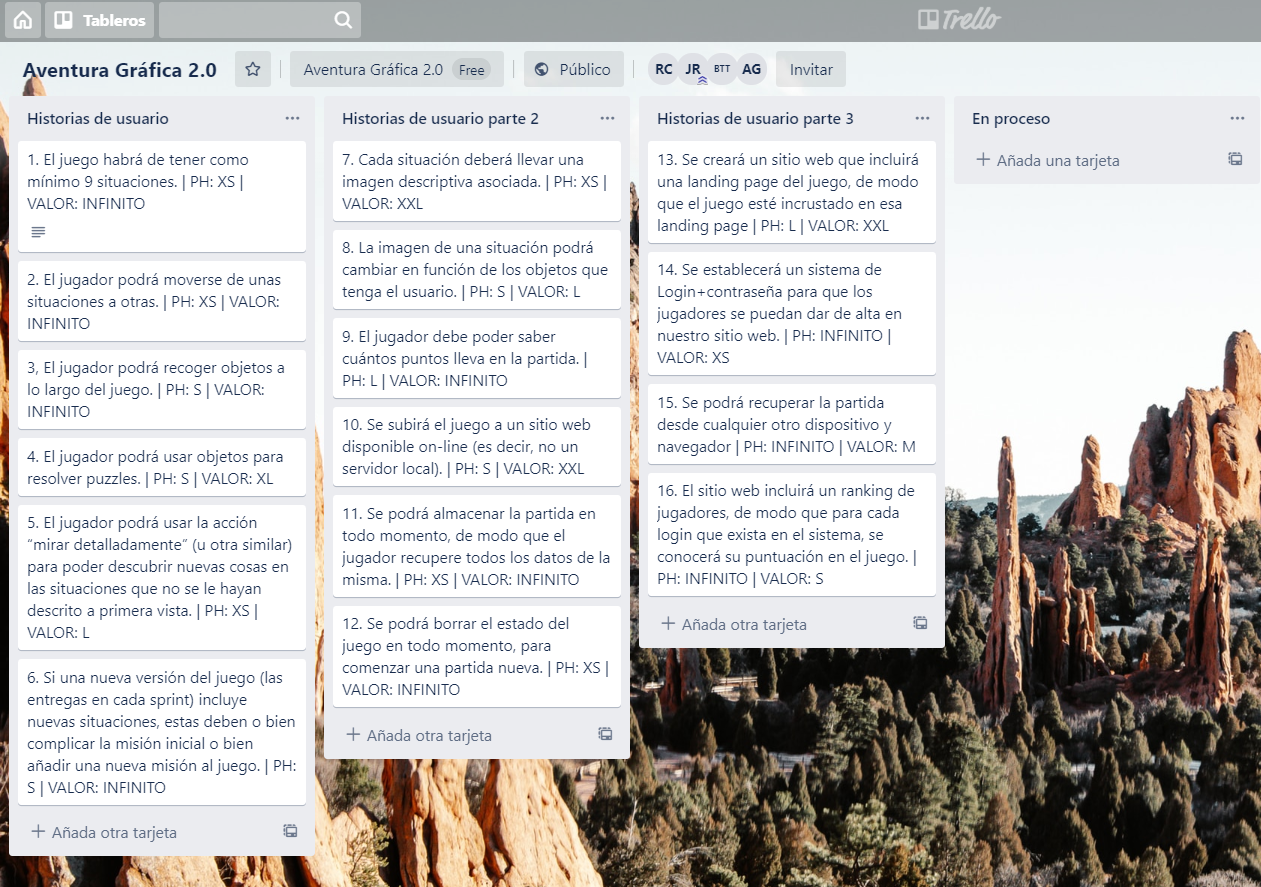 Tableros
Trello
Aventura Gráfica 2.0
Aventura Gráfica 2.0 Free
Público
RC JR BTT AG
Invitar
Historias de usuario
1. El juego habrá de tener como
mínimo 9 situaciones. | PH: XS |
VALOR: INFINITO
2. El jugador podrá moverse de unas
situaciones a otras. | PH: XS | VALOR:
INFINITO
3, El jugador podrá recoger objetos a
lo largo del juego. | PH: S | VALOR:
INFINITO
4. El jugador podrá usar objetos para
resolver puzzles. | PH: S | VALOR: XL
5. El jugador podrá usar la acción
“mirar detalladamente” (u otra similar)
para poder descubrir nuevas cosas en
las situaciones que no se le hayan
descrito a primera vista. | PH: XS |
VALOR: L
6. Si una nueva versión del juego (las
entregas en cada sprint) incluye
nuevas situaciones, estas deben o bien
complicar la misión inicial o bien
añadir una nueva misión al juego. | PH:
S | VALOR: INFINITO
Añada otra tarjeta
Historias de usuario parte 2
7. Cada situación deberá llevar una
imagen descriptiva asociada. | PH: XS |
VALOR: XXL
8. La imagen de una situación podrá
cambiar en función de los objetos que
tenga el usuario. | PH: S | VALOR: L
9. El jugador debe poder saber
cuántos puntos lleva en la partida. |
PH: L | VALOR: INFINITO
10. Se subirá el juego a un sitio web
disponible on-line (es decir, no un
servidor local). | PH: S | VALOR: XXL
11. Se podrá almacenar la partida en
todo momento, de modo que el
jugador recupere todos los datos de la
misma. | PH: XS | VALOR: INFINITO
12. Se podrá borrar el estado del
juego en todo momento, para
comenzar una partida nueva. | PH: XS |
VALOR: INFINITO
Añada otra tarjeta
Historias de usuario parte 3
13. Se creará un sitio web que incluirá
una landing page del juego, de modo
que el juego esté incrustado en esa
landing page | PH: L | VALOR: XXL
14. Se establecerá un sistema de
Login+contraseña para que los
jugadores se puedan dar de alta en
nuestro sitio web. | PH: INFINITO |
VALOR: XS
15. Se podrá recuperar la partida
desde cualquier otro dispositivo y
navegador | PH: INFINITO | VALOR: M
16. El sitio web incluirá un ranking de
jugadores, de modo que para cada
login que exista en el sistema, se
conocerá su puntuación en el juego. |
PH: INFINITO | VALOR: S
Añada otra tarjeta
En proceso
Añada una tarjeta